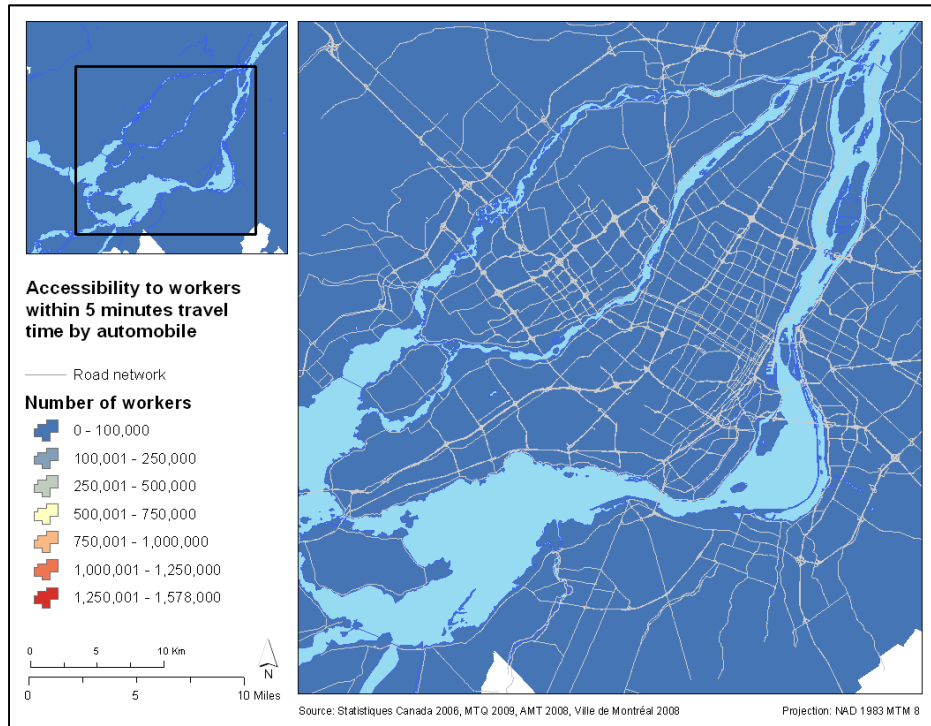 Accessibility to workers
within 5 minutes travel
time by automobile
Road network
Number of workers
0 - 100,000
100,001 - 250,000
250,001 - 500,000
500,001 - 750,000
750,001 - 1,000,000
1,000,001 - 1,250,000
1,250,001 - 1,578,000
0 5 10 Km
N
0 5 10 Miles
Source: Statistiques Canada 2006, MTQ 2009, AMT 2008, Ville de Montréal 2008
Projection: NAD 1983 MTM 8